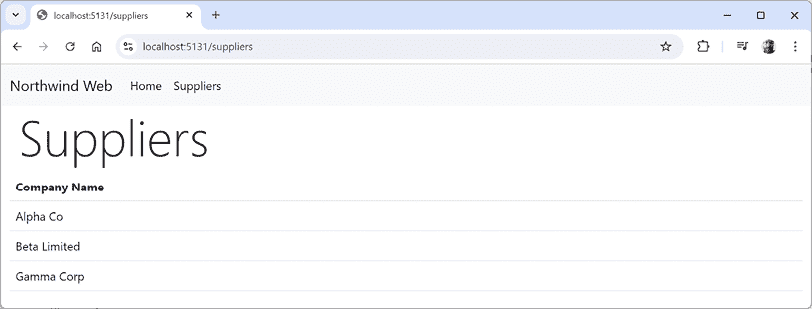 localhost:5131/suppliers
localhost:5131/suppliers
Northwind Web Home Suppliers
Suppliers
Company Name
Alpha Co
Beta Limited
Gamma Corp